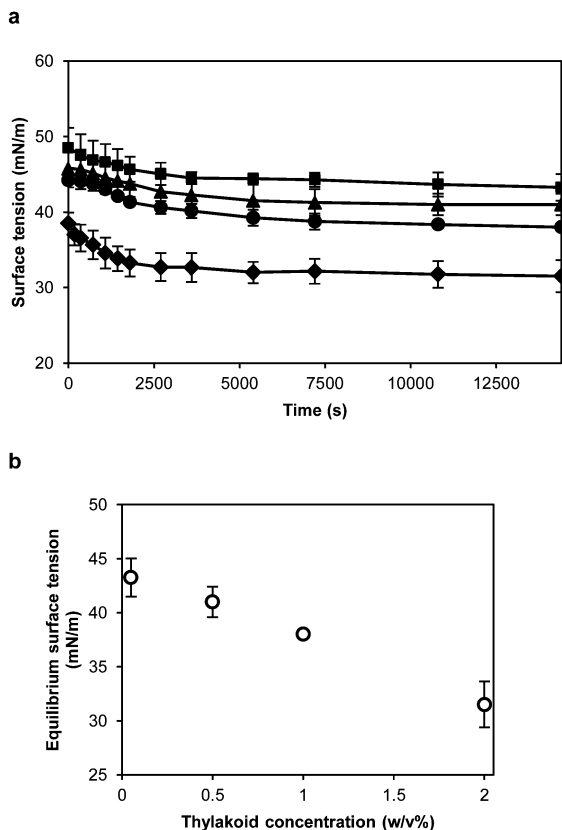 a
60
50
40
30
20
Surface tension (mN/m)
0 2500 5000 7500 10000 12500
Time (s)
b
50
45
40
35
30
25
Equilibrium surface tension
(mN/m)
0 0.5 1 1.5 2
Thylakoid concentration (w/v%)